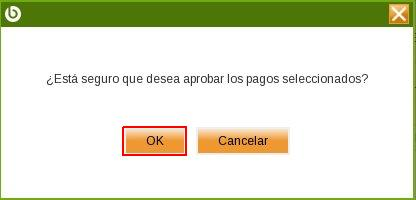 ¿Está seguro que desea aprobar los pagos seleccionados?
OK
Cancelar